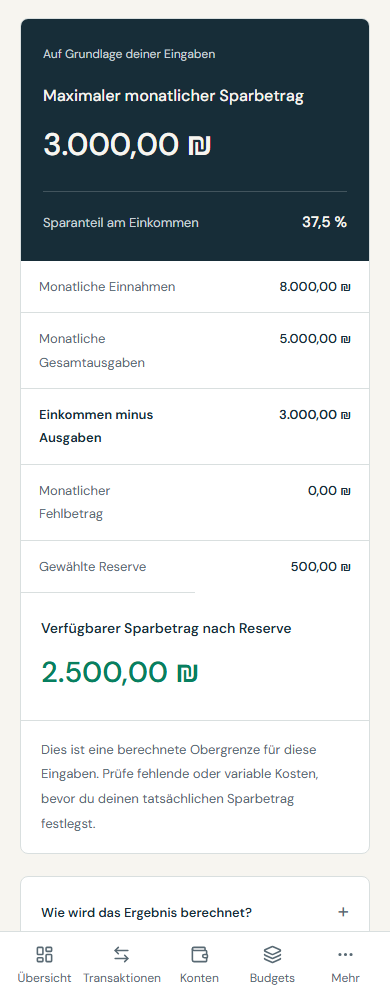 Auf Grundlage deiner Eingaben
Maximaler monatlicher Sparbetrag
3.000,00 ₪
Sparanteil am Einkommen 37,5 %
Monatliche Einnahmen 8.000,00 ₪
Monatliche 5.000,00 ₪
Gesamtausgaben
Einkommen minus 3.000,00 ₪
Ausgaben
Monatlicher 0,00 ₪
Fehlbetrag
Gewählte Reserve 500,00 ₪
Verfügbarer Sparbetrag nach Reserve
2.500,00 ₪
Dies ist eine berechnete Obergrenze für diese
Eingaben. Prüfe fehlende oder variable Kosten,
bevor du deinen tatsächlichen Sparbetrag
festlegst.
Wie wird das Ergebnis berechnet? +
Übersicht Transaktionen Konten Budgets Mehr